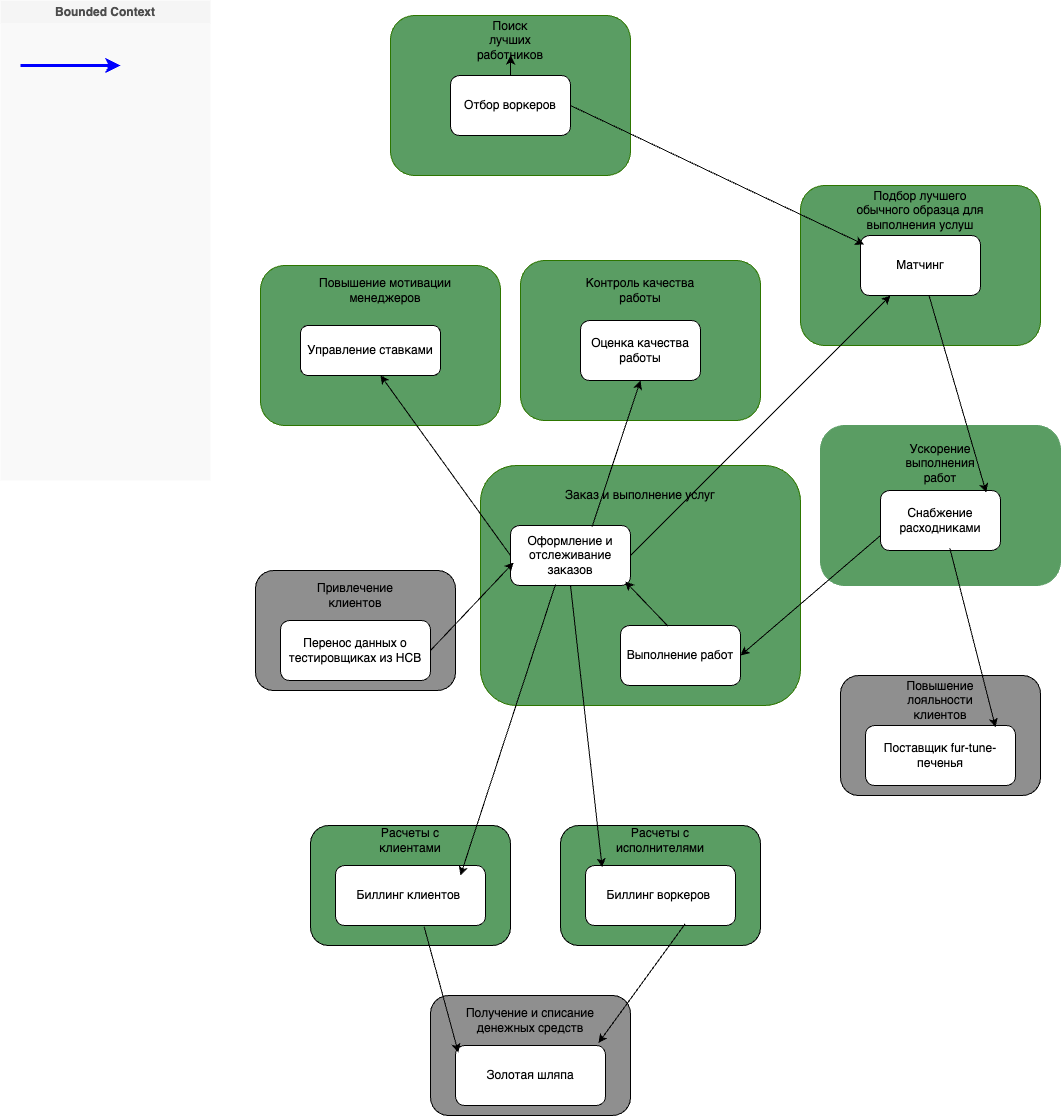 Bounded Context
Поиск
лучших
работников
Отбор воркеров
Подбор лучшего
обычного образца для
выполнения услуш
Матчинг
Повышение мотивации
менеджеров
Управление ставками
Контроль качества
работы
Оценка качества
работы
Ускорение
выполнения
работ
Снабжение
расходниками
Заказ и выполнение услуг
Оформление и
отслеживание
заказов
Выполнение работ
Привлечение
клиентов
Перенос данных о
тестировщиках из НСВ
Повышение
лояльности
клиентов
Поставщик fur-tune-
печенья
Расчеты с
клиентами
Биллинг клиентов
Расчеты с
исполнителями
Биллинг воркеров
Получение и списание
денежных средств
Золотая шляпа